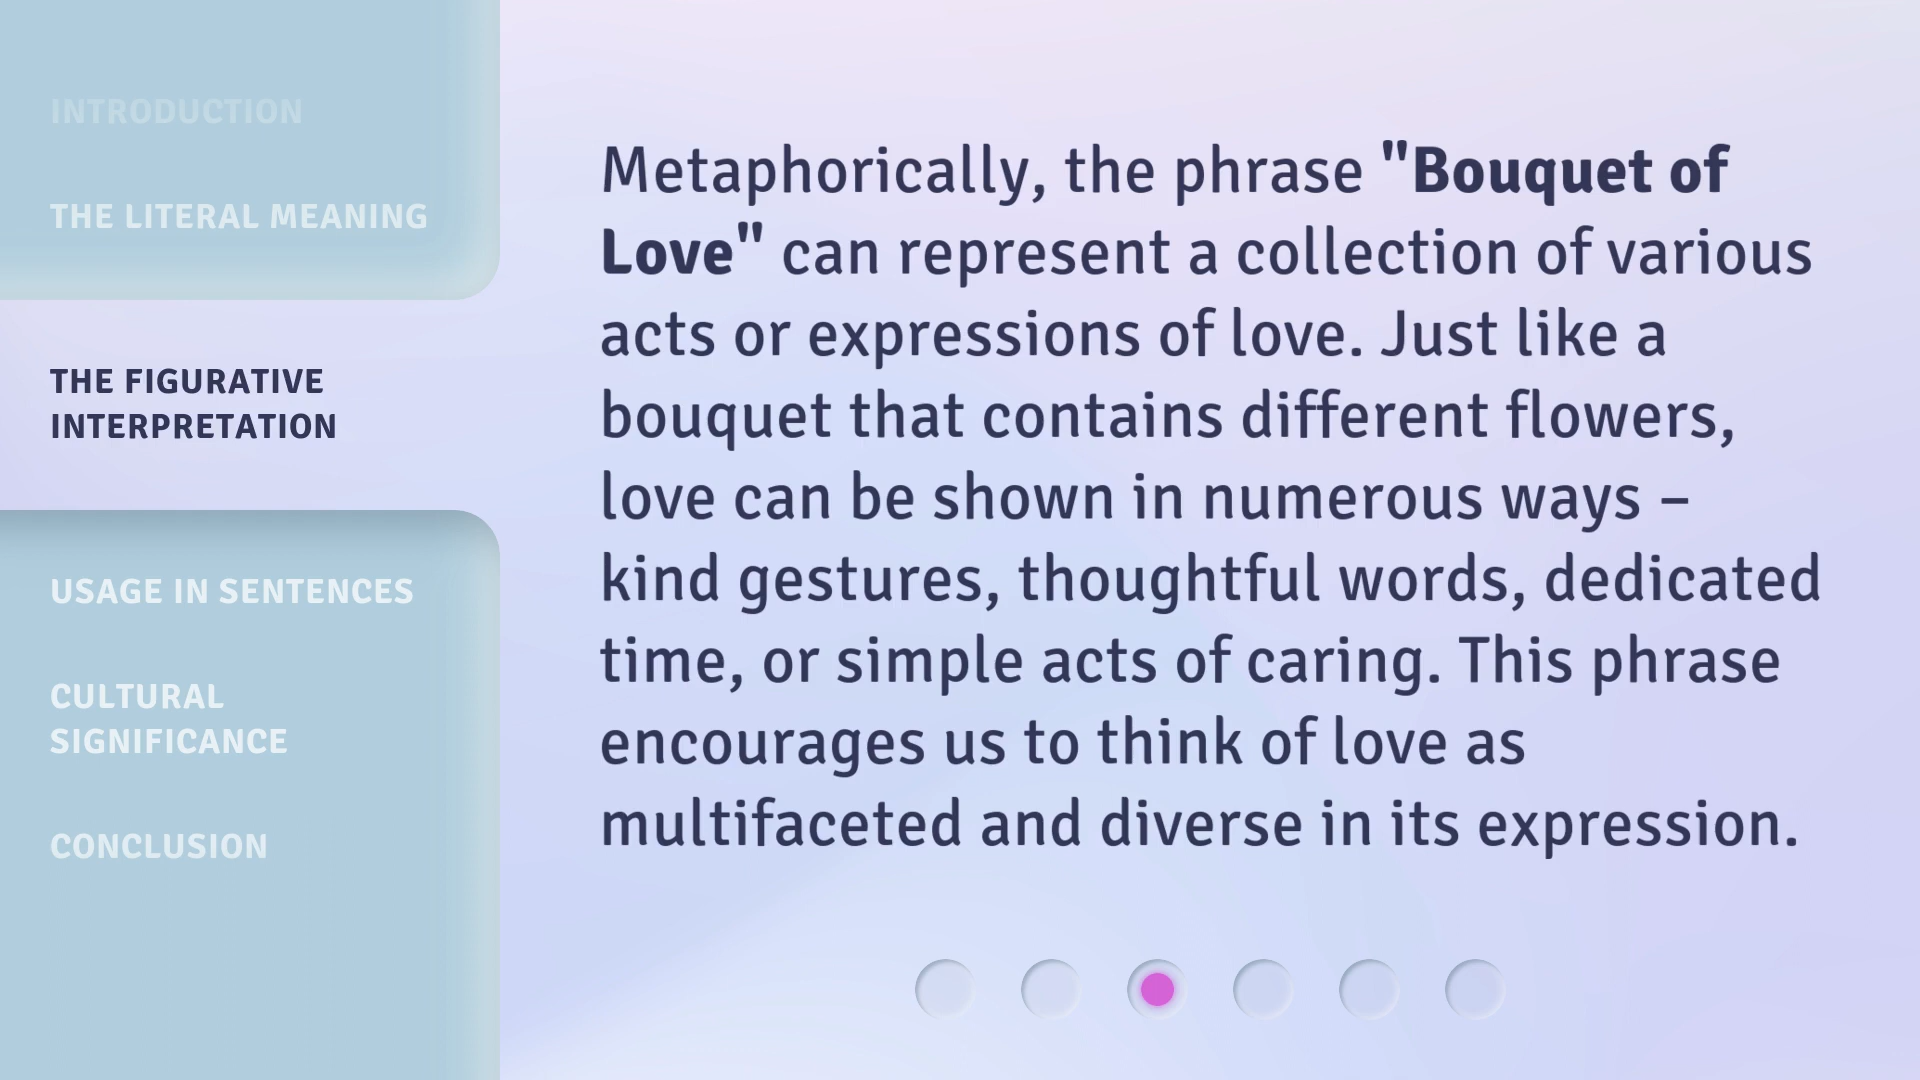 INTRODUCTION
THE LITERAL MEANING
THE FIGURATIVE
INTERPRETATION
USAGE IN SENTENCES
CULTURAL
SIGNIFICANCE
CONCLUSION
Metaphorically, the phrase "Bouquet of
Love" can represent a collection of various
acts or expressions of love. Just like a
bouquet that contains different flowers,
love can be shown in numerous ways –
kind gestures, thoughtful words, dedicated
time, or simple acts of caring. This phrase
encourages us to think of love as
multifaceted and diverse in its expression.